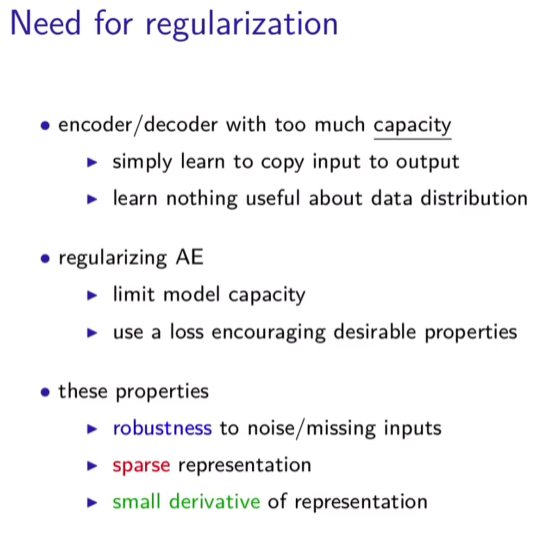 Need for regularization
• encoder/decoder with too much capacity
▶ simply learn to copy input to output
▶ learn nothing useful about data distribution
• regularizing AE
▶ limit model capacity
▶ use a loss encouraging desirable properties
• these properties
▶ robustness to noise/missing inputs
▶ sparse representation
▶ small derivative of representation